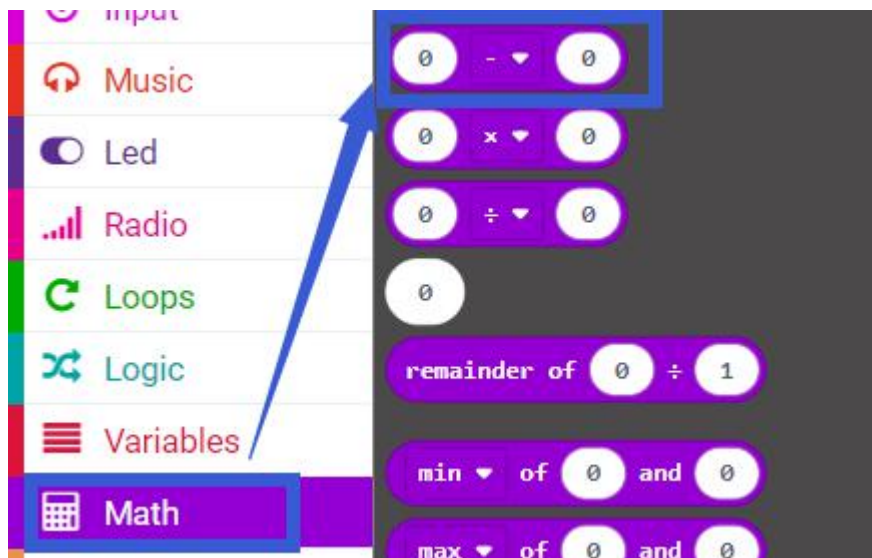 Input
Music
Led
Radio
Loops
Logic
Variables
Math
0 - 0
0 × 0
0 ÷ 0
0
remainder of 0 ÷ 1
min of 0 and 0
max of 0 and 0